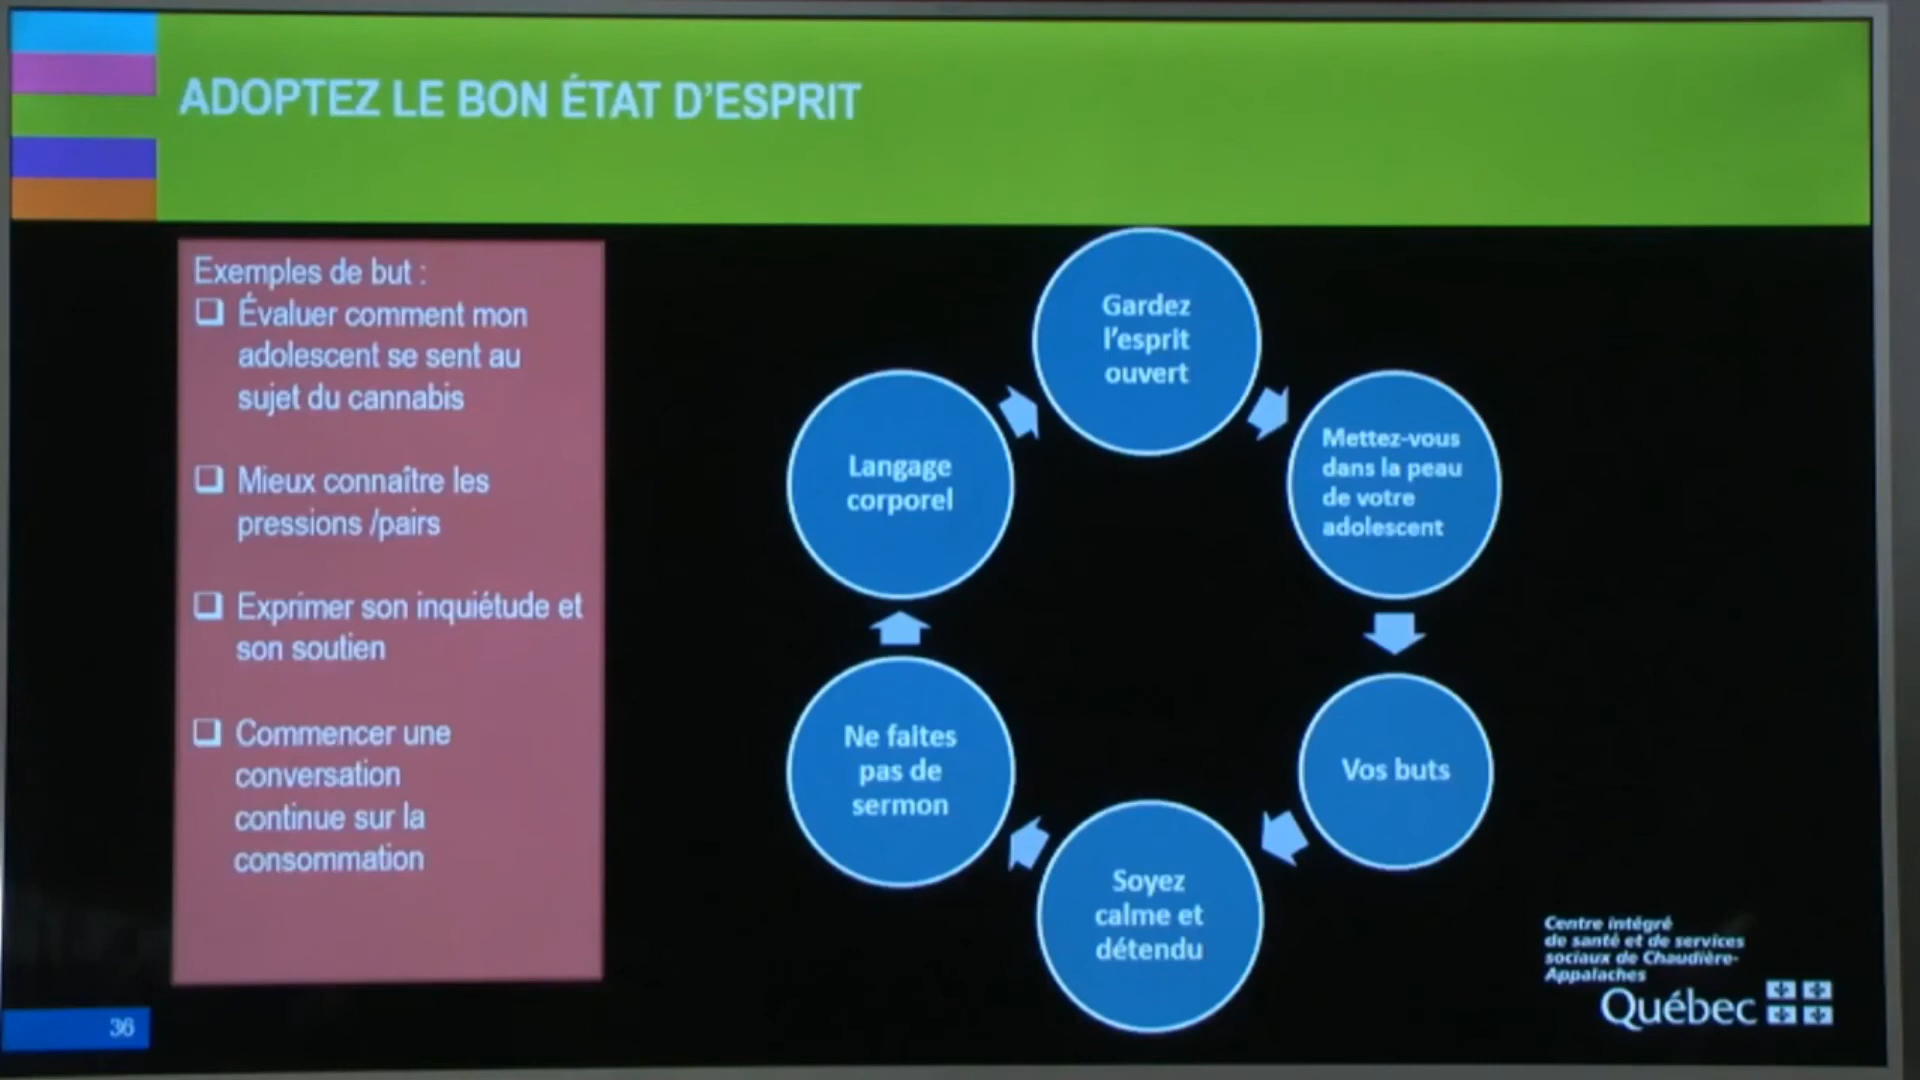 ADOPTEZ LE BON ÉTAT D'ESPRIT
Exemples de but :
❑ Évaluer comment mon
adolescent se sent au
sujet du cannabis
❑ Mieux connaître les
pressions /pairs
❑ Exprimer son inquiétude et
son soutien
❑ Commencer une
conversation
continue sur la
consommation
Gardez
l'esprit
ouvert
Mettez-vous
dans la peau
de votre
adolescent
Vos buts
Soyez
calme et
détendu
Ne faites
pas de
sermon
Langage
corporel
Centre intégré
de santé et de services
sociaux de Chaudière-
Appalaches
Québec
36